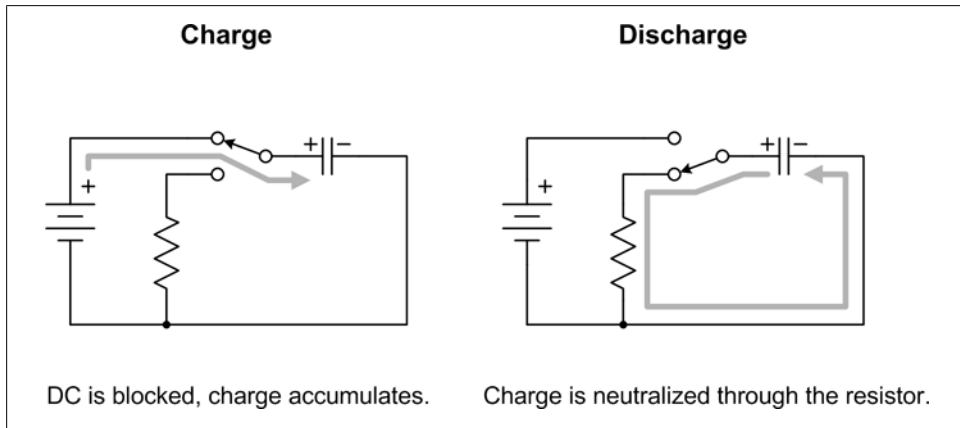 Charge
Discharge
+ −
+
+ −
+
DC is blocked, charge accumulates.
Charge is neutralized through the resistor.